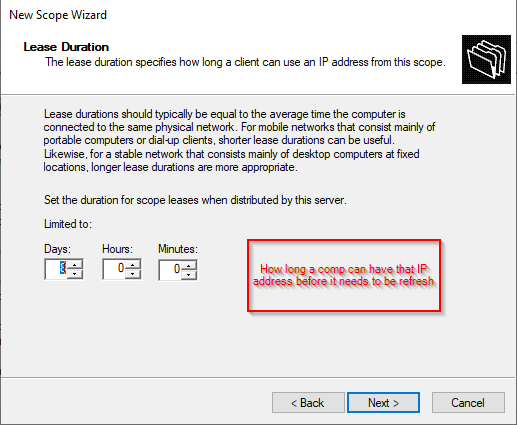 New Scope Wizard
Lease Duration
The lease duration specifies how long a client can use an IP address from this scope.
Lease durations should typically be equal to the average time the computer is
connected to the same physical network. For mobile networks that consist mainly of
portable computers or dial-up clients, shorter lease durations can be useful.
Likewise, for a stable network that consists mainly of desktop computers at fixed
locations, longer lease durations are more appropriate.
Set the duration for scope leases when distributed by this server.
Limited to:
Days: Hours: Minutes:
8 0 0
How long a comp can have that IP
address before it needs to be refresh
< Back Next > Cancel